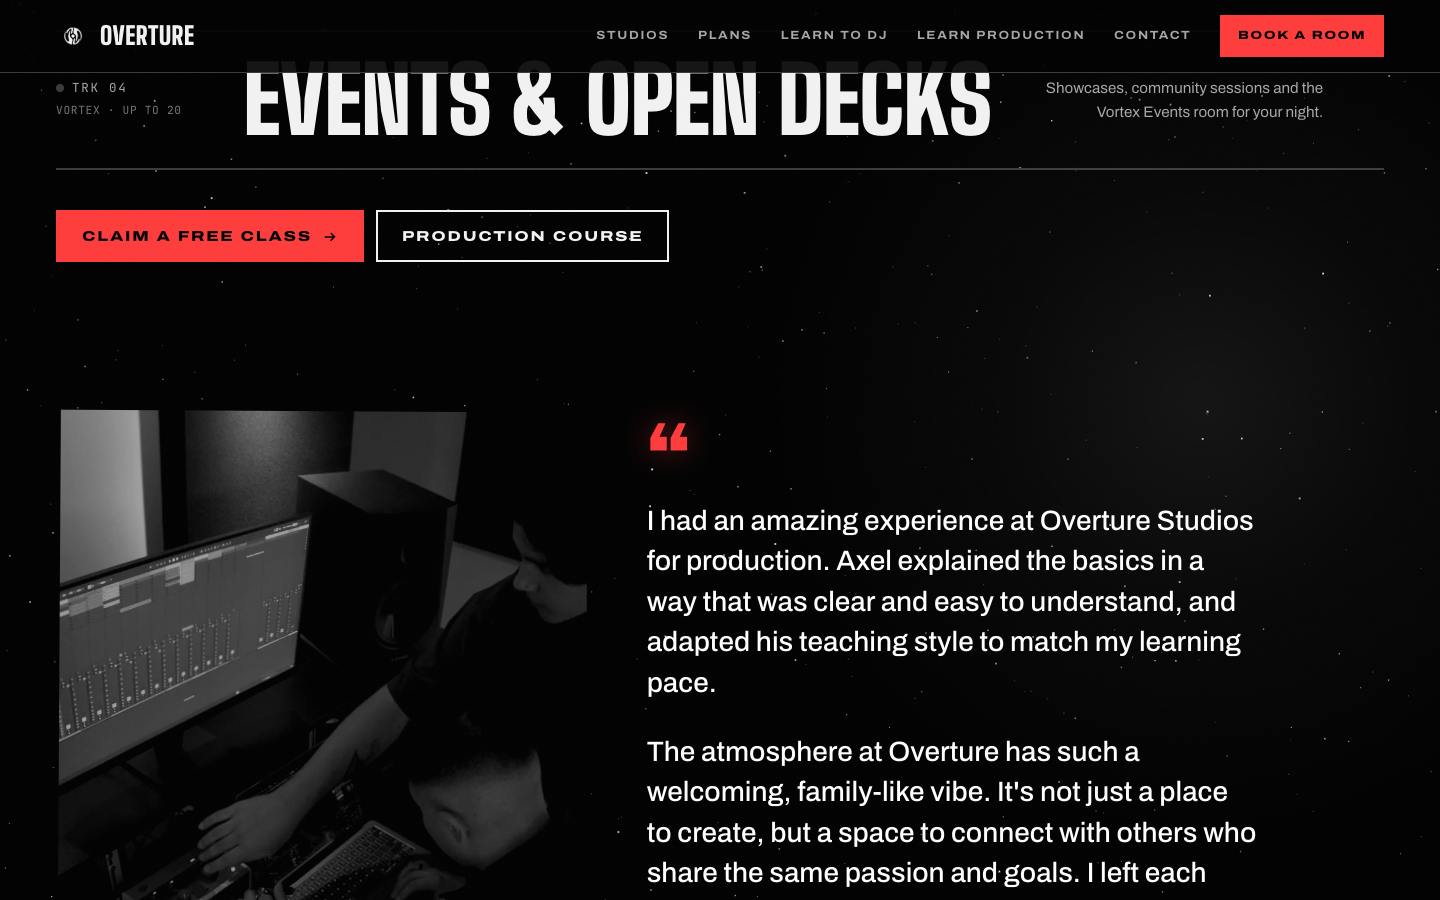 OVERTURE
STUDIOS
PLANS
LEARN TO DJ
LEARN PRODUCTION
CONTACT
BOOK A ROOM
TRK 04
VORTEX · UP TO 20
EVENTS & OPEN DECKS
Showcases, community sessions and the
Vortex Events room for your night.
CLAIM A FREE CLASS →
PRODUCTION COURSE
“
I had an amazing experience at Overture Studios
for production. Axel explained the basics in a
way that was clear and easy to understand, and
adapted his teaching style to match my learning
pace.
The atmosphere at Overture has such a
welcoming, family-like vibe. It's not just a place
to create, but a space to connect with others who
share the same passion and goals. I left each